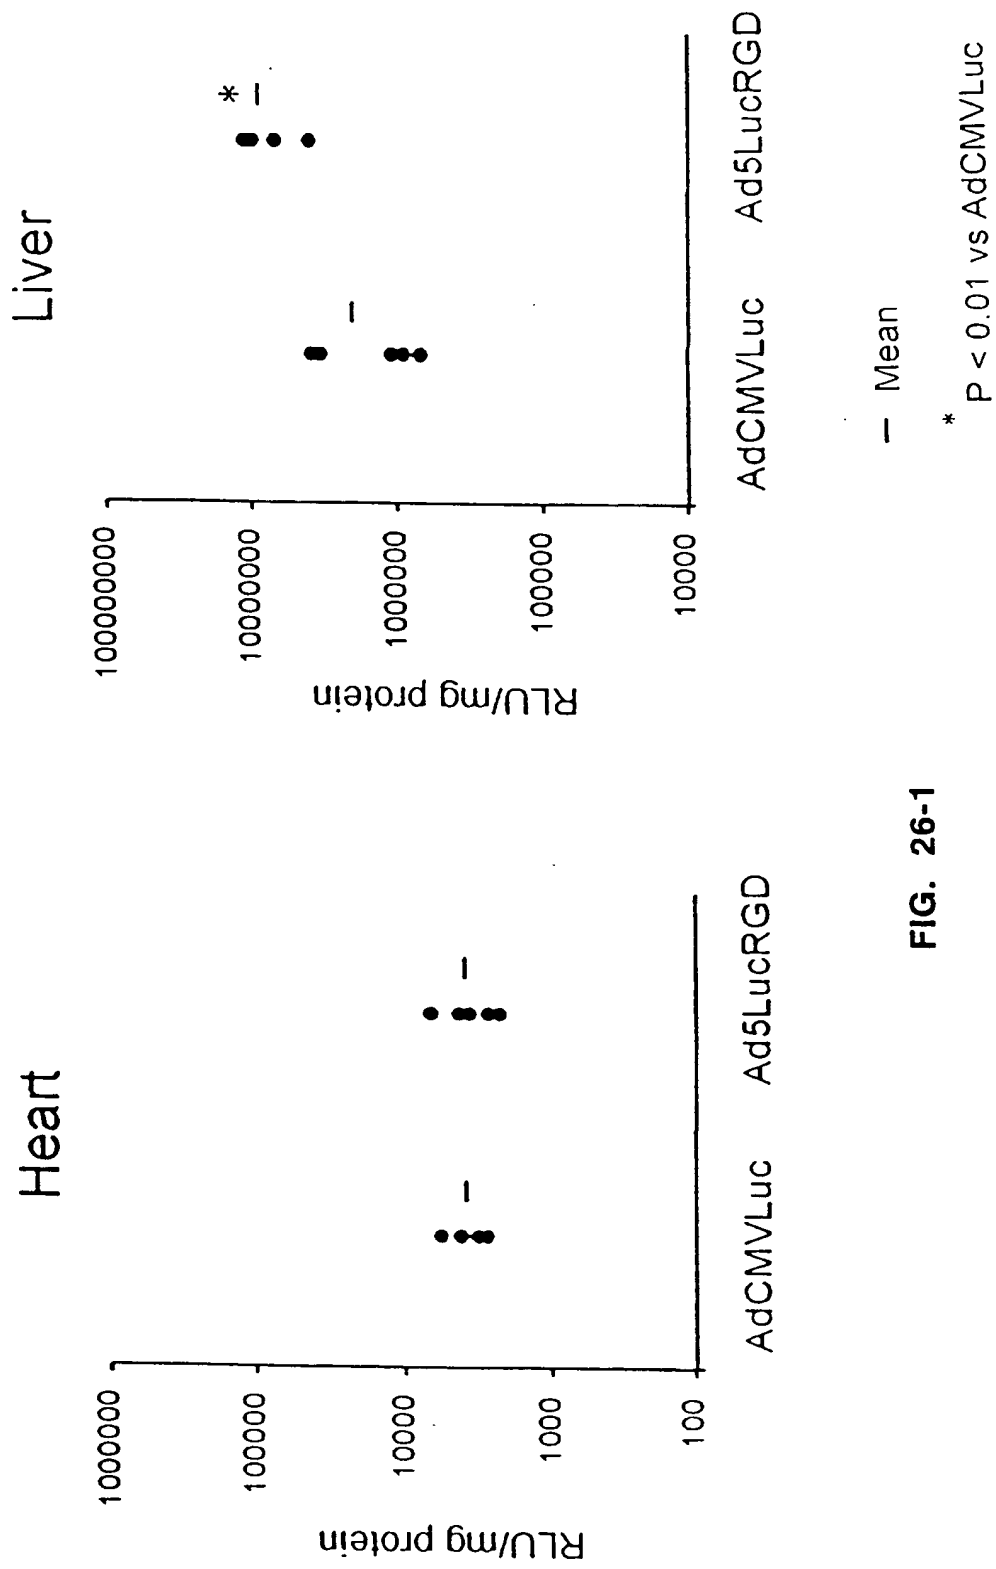 Heart
RLU/mg protein
1000000
100000
10000
1000
100
AdCMVLuc
Ad5LucRGD
Liver
RLU/mg protein
100000000
10000000
1000000
100000
10000
*
AdCMVLuc
Ad5LucRGD
– Mean
* P < 0.01 vs AdCMVLuc
FIG. 26-1